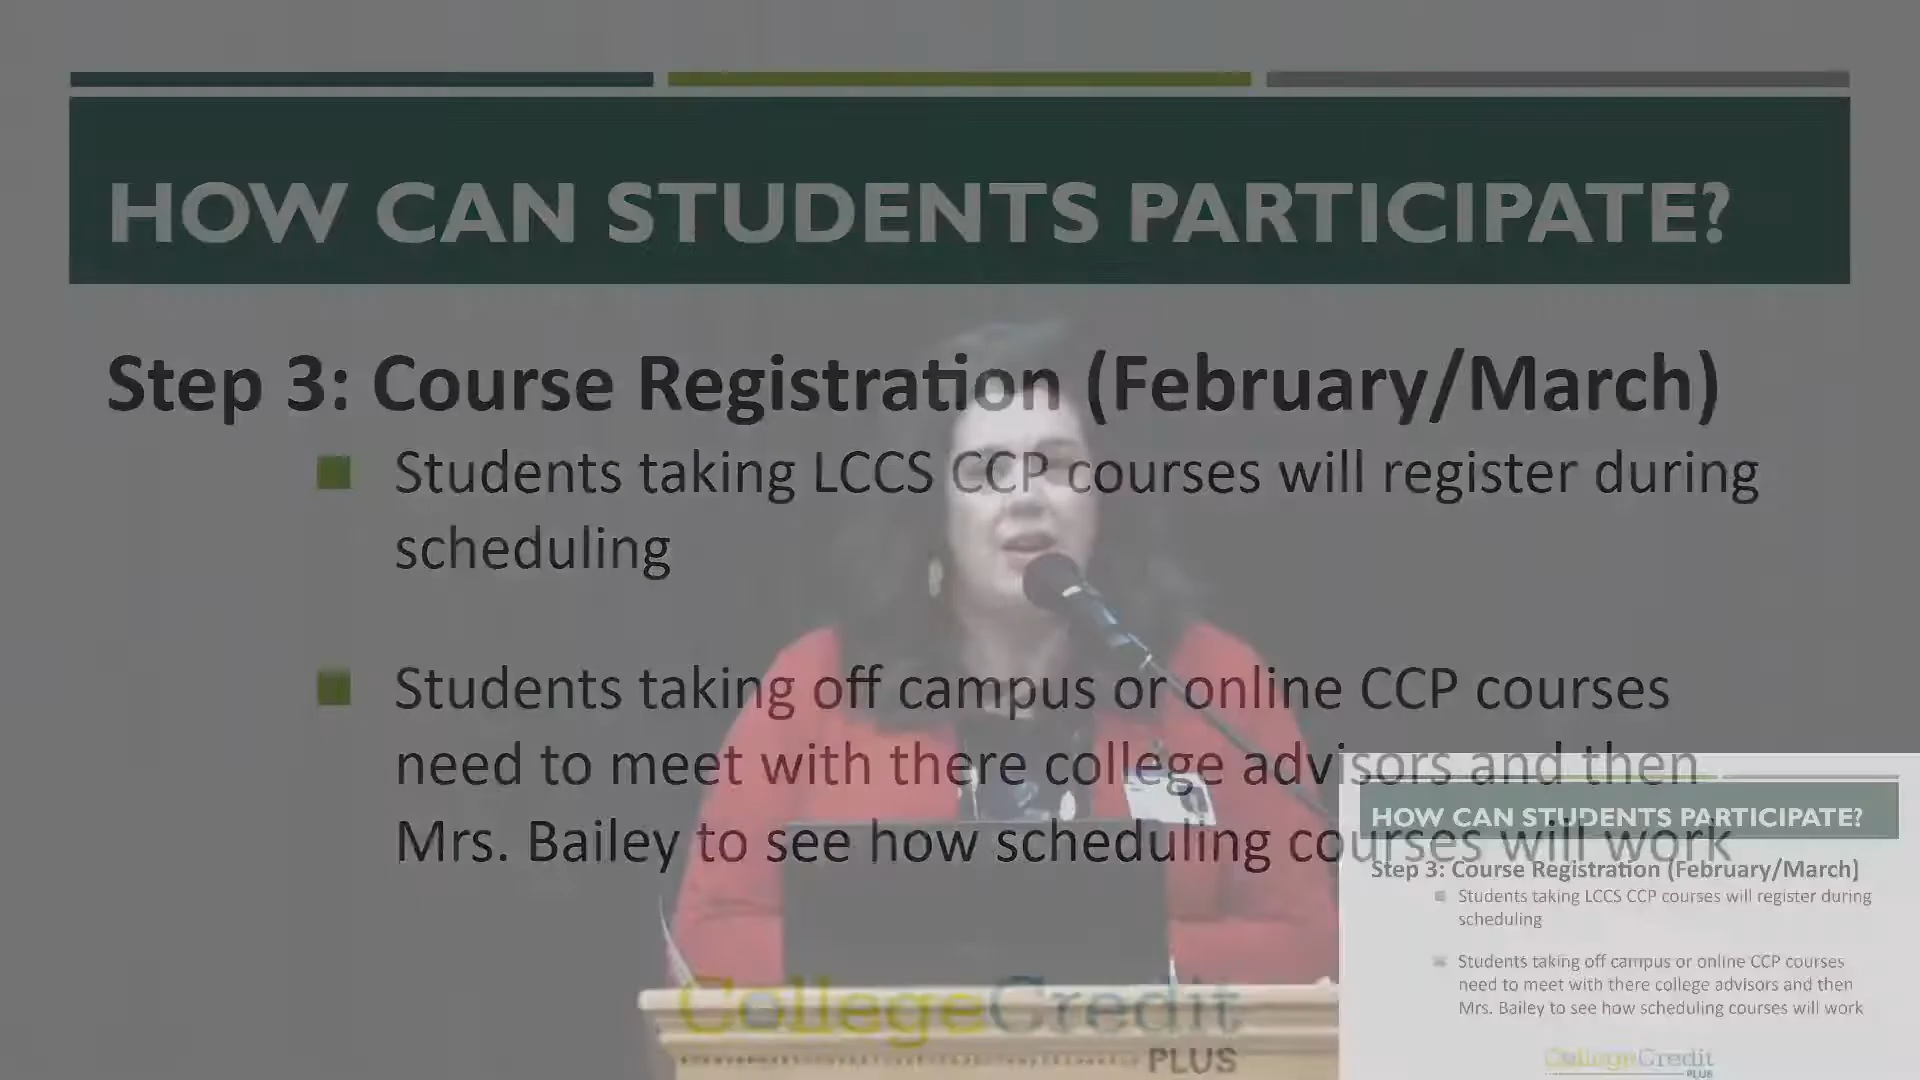 HOW CAN STUDENTS PARTICIPATE?
Step 3: Course Registration (February/March)
Students taking LCCS CCP courses will register during
scheduling
Students taking off campus or online CCP courses
need to meet with there college advisors and then
Mrs. Bailey to see how scheduling courses will work
CollegeCredit
PLUS
HOW CAN STUDENTS PARTICIPATE?
Step 3: Course Registration (February/March)
Students taking LCCS CCP courses will register during
scheduling
Students taking off campus or online CCP courses
need to meet with there college advisors and then
Mrs. Bailey to see how scheduling courses will work
CollegeCredit
PLUS